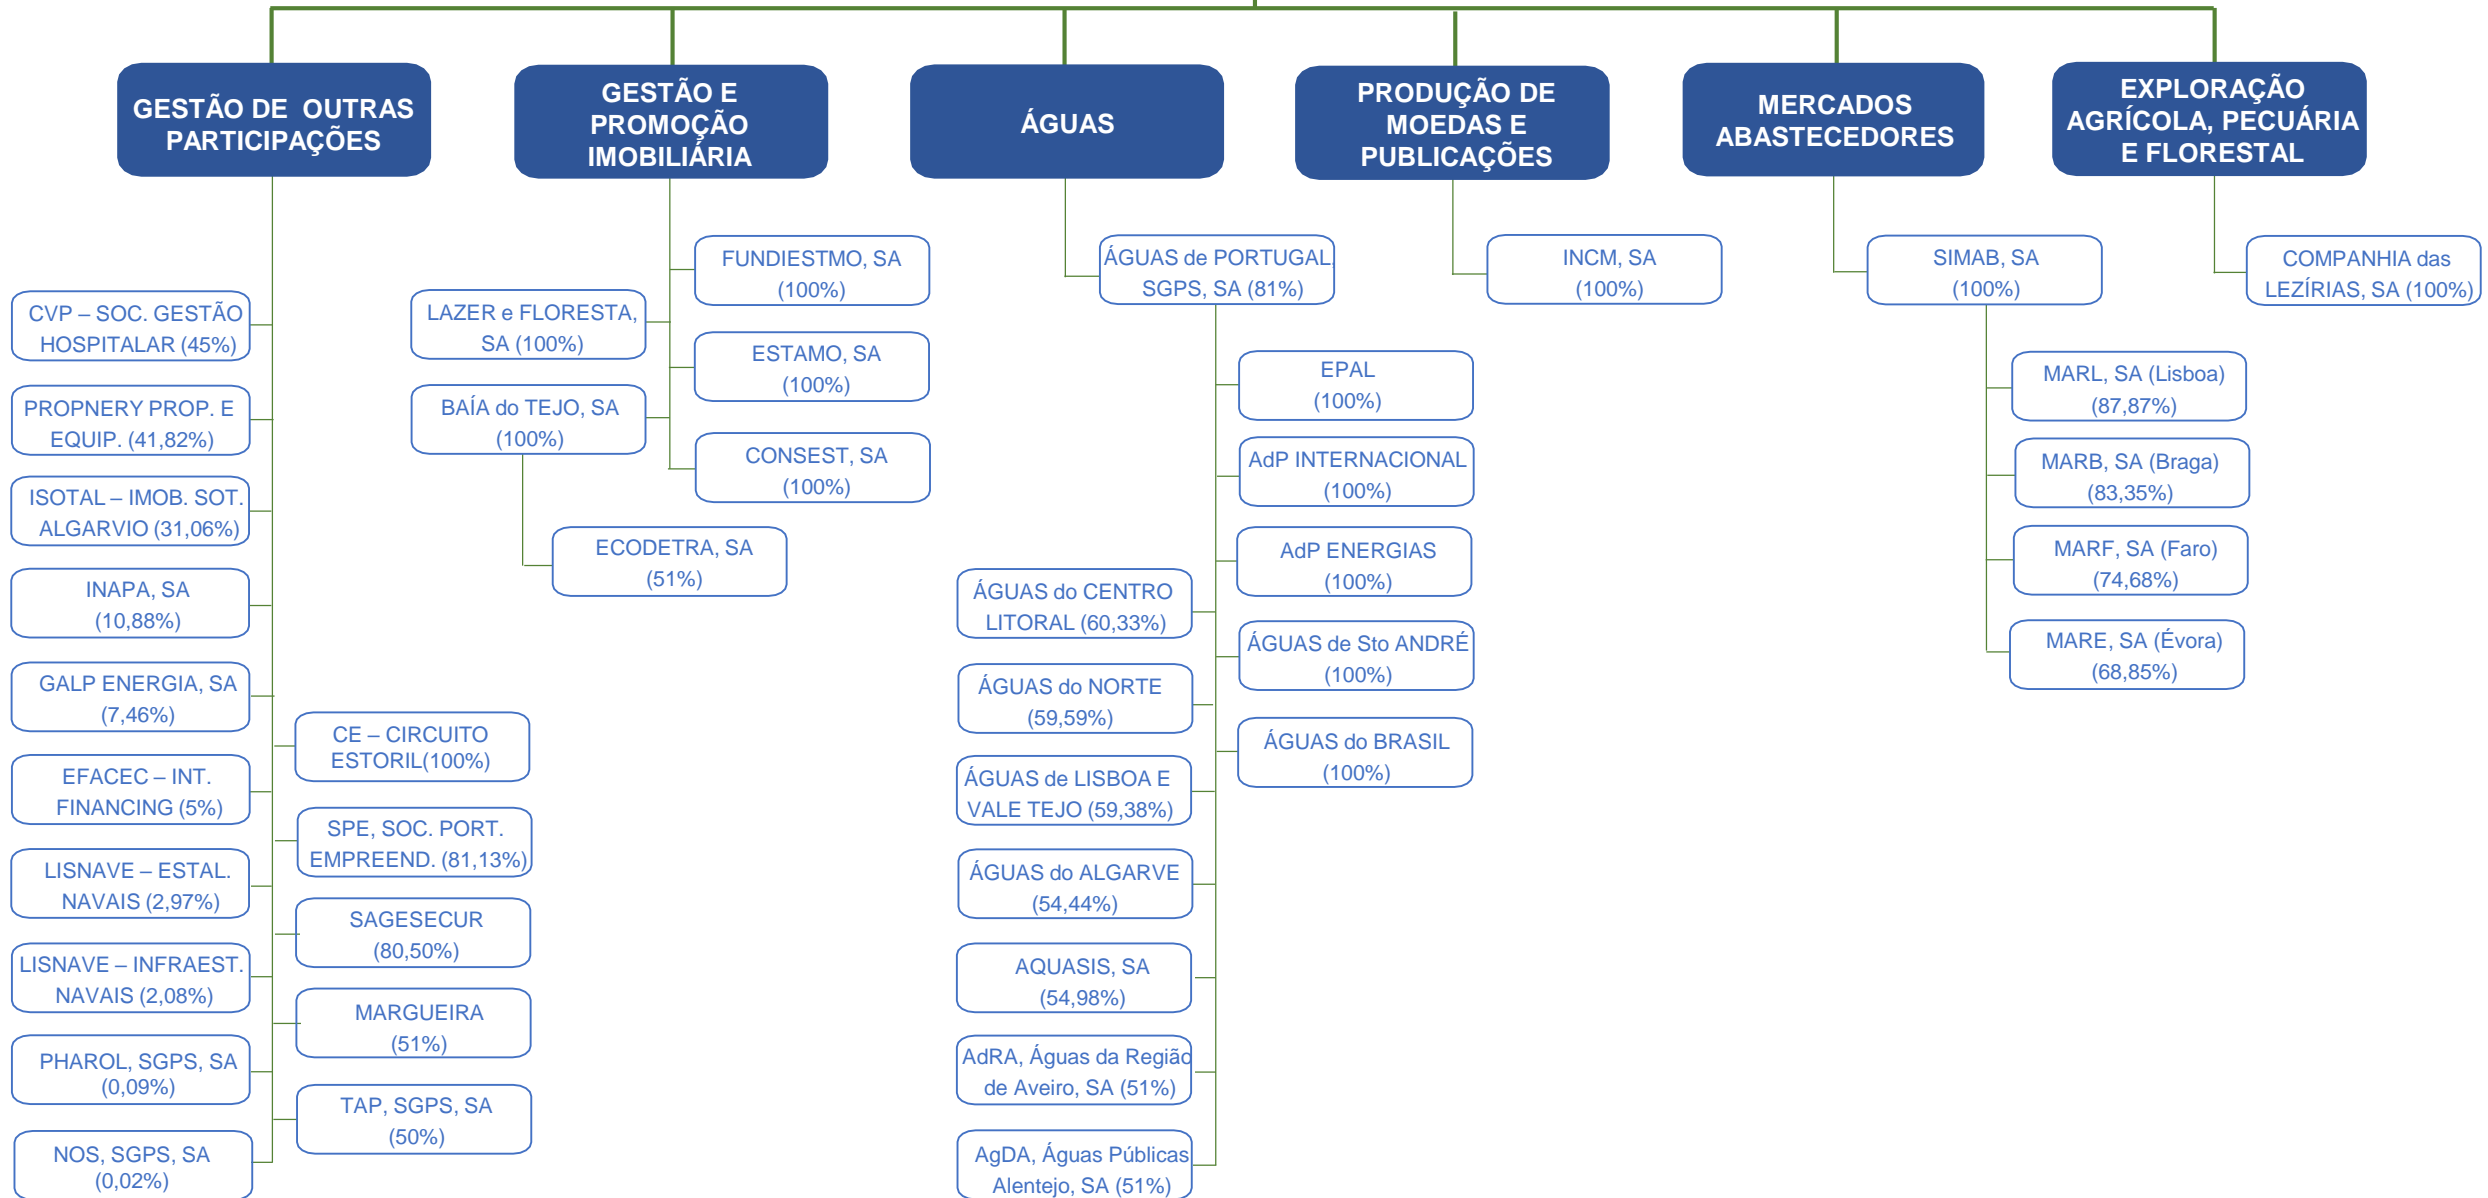 GESTÃO DE OUTRAS
PARTICIPAÇÕES
CVP – SOC. GESTÃO
HOSPITALAR (45%)
PROPNERY PROP. E
EQUIP. (41,82%)
ISOTAL – IMOB. SOT.
ALGARVIO (31,06%)
INAPA, SA
(10,88%)
GALP ENERGIA, SA
(7,46%)
EFACEC – INT.
FINANCING (5%)
LISNAVE – ESTAL.
NAVAIS (2,97%)
LISNAVE – INFRAEST.
NAVAIS (2,08%)
PHAROL, SGPS, SA
(0,09%)
NOS, SGPS, SA
(0,02%)
CE – CIRCUITO
ESTORIL(100%)
SPE, SOC. PORT.
EMPREEND. (81,13%)
SAGESECUR
(80,50%)
MARGUEIRA
(51%)
TAP, SGPS, SA
(50%)
GESTÃO E
PROMOÇÃO
IMOBILIÁRIA
LAZER e FLORESTA,
SA (100%)
BAÍA do TEJO, SA
(100%)
FUNDIESTMO, SA
(100%)
ESTAMO, SA
(100%)
CONSEST, SA
(100%)
ECODETRA, SA
(51%)
ÁGUAS
ÁGUAS de PORTUGAL,
SGPS, SA (81%)
EPAL
(100%)
AdP INTERNACIONAL
(100%)
AdP ENERGIAS
(100%)
ÁGUAS de Sto ANDRÉ
(100%)
ÁGUAS do BRASIL
(100%)
ÁGUAS do CENTRO
LITORAL (60,33%)
ÁGUAS do NORTE
(59,59%)
ÁGUAS de LISBOA E
VALE TEJO (59,38%)
ÁGUAS do ALGARVE
(54,44%)
AQUASIS, SA
(54,98%)
AdRA, Águas da Região
de Aveiro, SA (51%)
AgDA, Águas Públicas
Alentejo, SA (51%)
PRODUÇÃO DE
MOEDAS E
PUBLICAÇÕES
INCM, SA
(100%)
MERCADOS
ABASTECEDORES
SIMAB, SA
(100%)
MARL, SA (Lisboa)
(87,87%)
MARB, SA (Braga)
(83,35%)
MARF, SA (Faro)
(74,68%)
MARE, SA (Évora)
(68,85%)
EXPLORAÇÃO
AGRÍCOLA, PECUÁRIA
E FLORESTAL
COMPANHIA das
LEZÍRIAS, SA (100%)